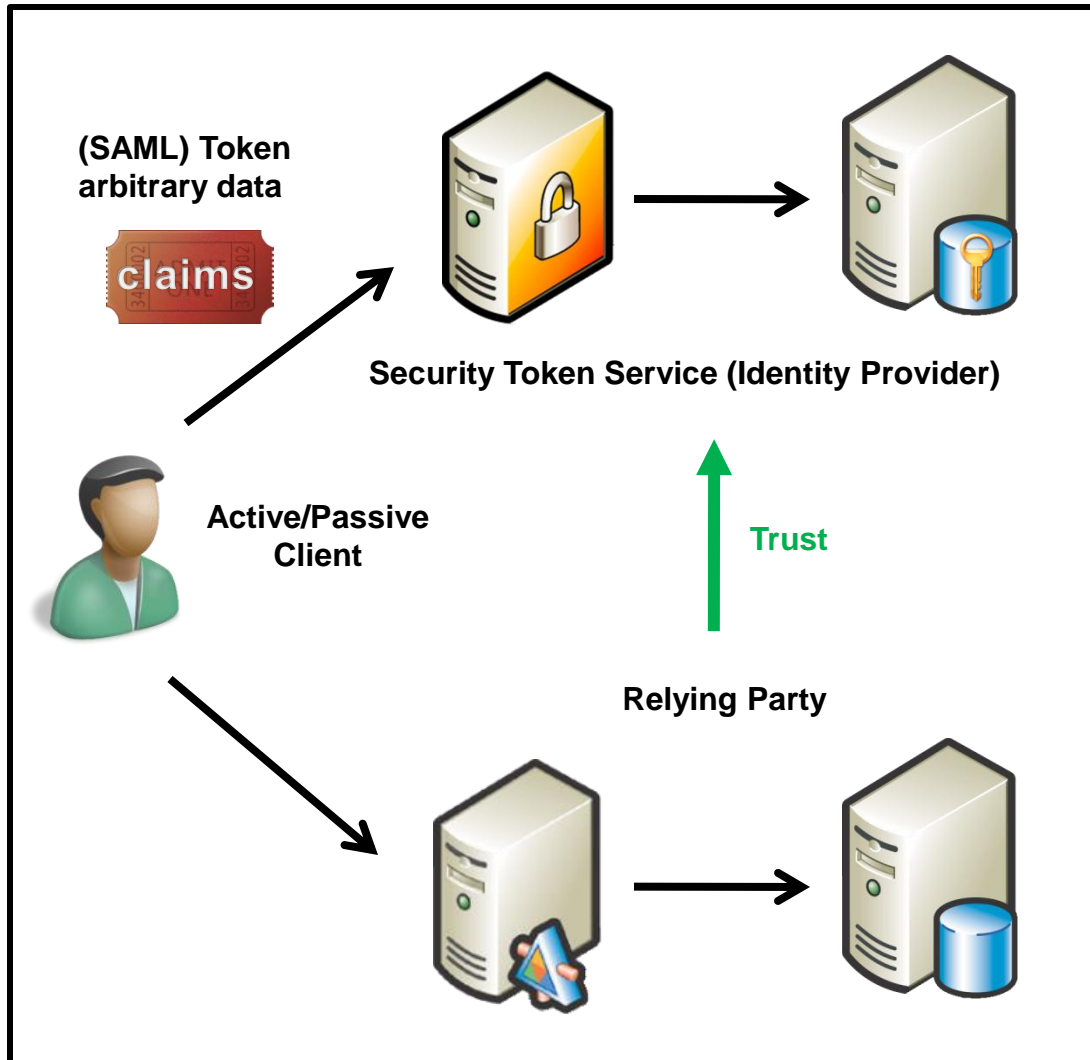 (SAML) Token
arbitrary data
claims
Security Token Service (Identity Provider)
Active/Passive
Client
Trust
Relying Party